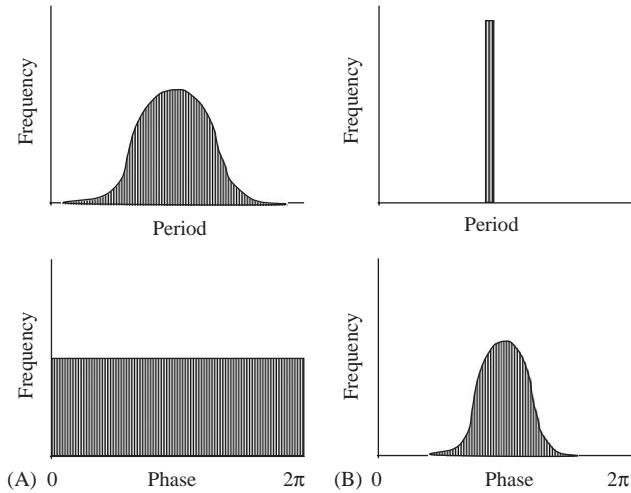 Frequency
Period
Frequency
Period
Frequency
(A) 0 Phase 2π
Frequency
(B) 0 Phase 2π